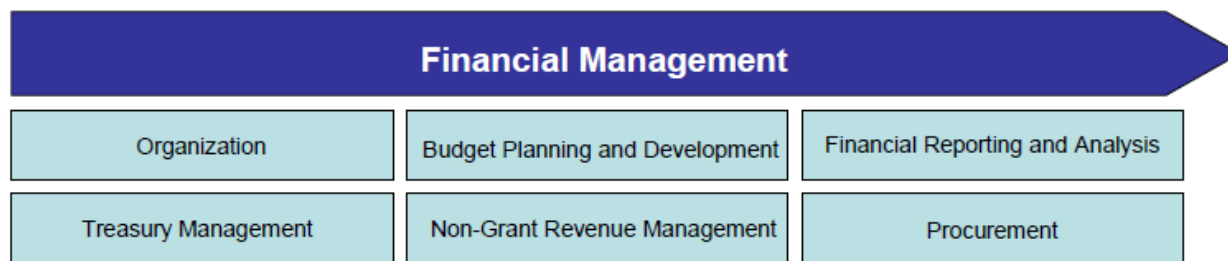 Financial Management
Organization
Budget Planning and Development
Financial Reporting and Analysis
Treasury Management
Non-Grant Revenue Management
Procurement